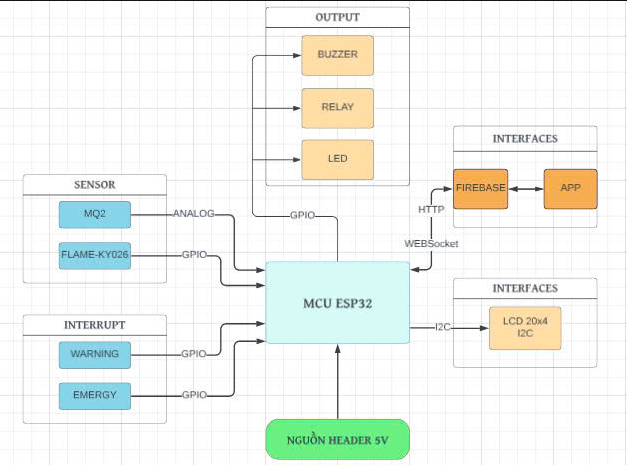 OUTPUT
BUZZER
RELAY
LED
SENSOR
MQ2
ANALOG
FLAME-KY026
GPIO
GPIO
INTERRUPT
WARNING
GPIO
EMERGY
GPIO
MCU ESP32
INTERFACES
FIREBASE
APP
HTTP
WEBSocket
INTERFACES
LCD 20x4
I2C
I2C
NGUỒN HEADER 5V